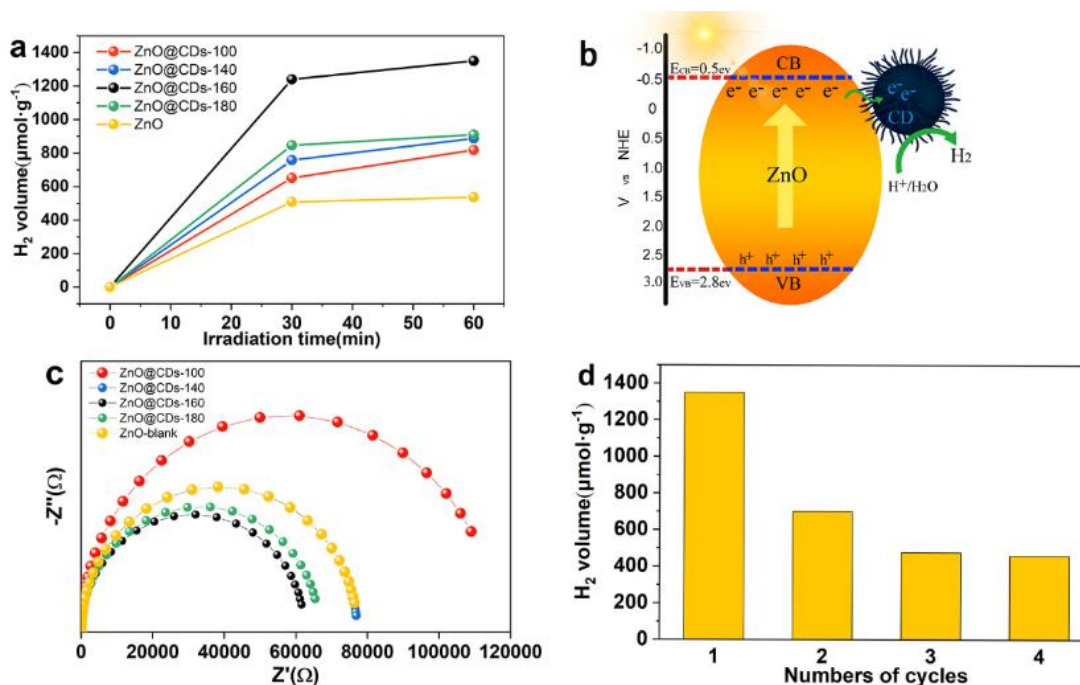 a
H₂ volume(μmol·g⁻¹)
1400
1200
1000
800
600
400
200
0
ZnO@CDs-100
ZnO@CDs-140
ZnO@CDs-160
ZnO@CDs-180
ZnO
0 10 20 30 40 50 60
Irradiation time(min)
b
V vs NHE
-1.0
-0.5
0
0.5
1.0
1.5
2.0
2.5
3.0
E_CB=0.5ev
CB
e⁻ e⁻ e⁻ e⁻ e⁻
e⁻e⁻
CD
H₂
H⁺/H₂O
ZnO
h⁺ h⁺ h⁺ h⁺
E_VB=2.8ev
VB
c
-Z''(Ω)
ZnO@CDs-100
ZnO@CDs-140
ZnO@CDs-160
ZnO@CDs-180
ZnO-blank
0 20000 40000 60000 80000 100000 120000
Z'(Ω)
d
H₂ volume(μmol·g⁻¹)
1400
1200
1000
800
600
400
200
0
1 2 3 4
Numbers of cycles